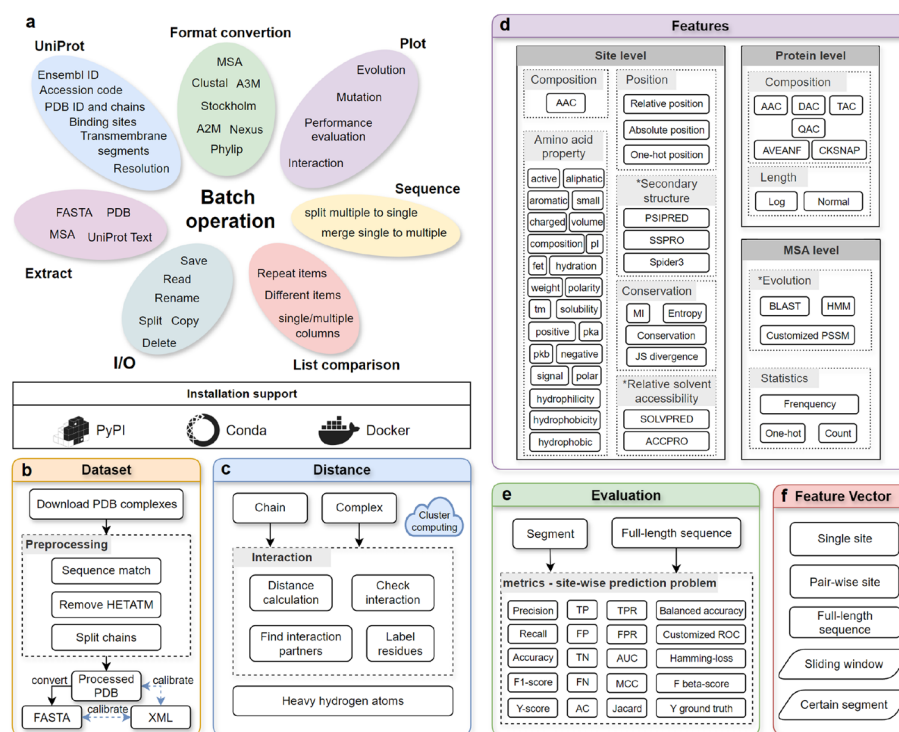 a
UniProt
Ensembl ID
Accession code
PDB ID and chains
Binding sites
Transmembrane
segments
Resolution
Format convertion
MSA
Clustal A3M
Stockholm
A2M Nexus
Phylip
Plot
Evolution
Mutation
Performance
evaluation
Interaction
Batch
operation
Sequence
split multiple to single
merge single to multiple
FASTA PDB
MSA UniProt Text
Extract
Save
Read
Rename
Split Copy
Delete
I/O
Repeat items
Different items
single/multiple
columns
List comparison
Installation support
PyPI
Conda
Docker
b Dataset
Download PDB complexes
Preprocessing
Sequence match
Remove HETATM
Split chains
convert
Processed
PDB
calibrate
calibrate
FASTA
XML
c Distance
Chain
Complex
Cluster
computing
Interaction
Distance
calculation
Check
interaction
Find interaction
partners
Label
residues
Heavy hydrogen atoms
d Features
Site level
Composition
AAC
Amino acid
property
active aliphatic
aromatic small
charged volume
composition pI
fet hydration
weight polarity
tm solubility
positive pka
pkb negative
signal polar
hydrophilicity
hydrophobicity
hydrophobic
Position
Relative position
Absolute position
One-hot position
*Secondary
structure
PSIPRED
SSPRO
Spider3
Conservation
MI Entropy
Conservation
JS divergence
*Relative solvent
accessibility
SOLVPRED
ACCPRO
Protein level
Composition
AAC DAC TAC
QAC
AVEANF CKSNAP
Length
Log Normal
MSA level
*Evolution
BLAST HMM
Customized PSSM
Statistics
Frenquency
One-hot Count
e Evaluation
Segment
Full-length sequence
metrics - site-wise prediction problem
Precision TP TPR Balanced accuracy
Recall FP FPR Customized ROC
Accuracy TN AUC Hamming-loss
F1-score FN MCC F beta-score
Y-score AC Jacard Y ground truth
f Feature Vector
Single site
Pair-wise site
Full-length
sequence
Sliding window
Certain segment